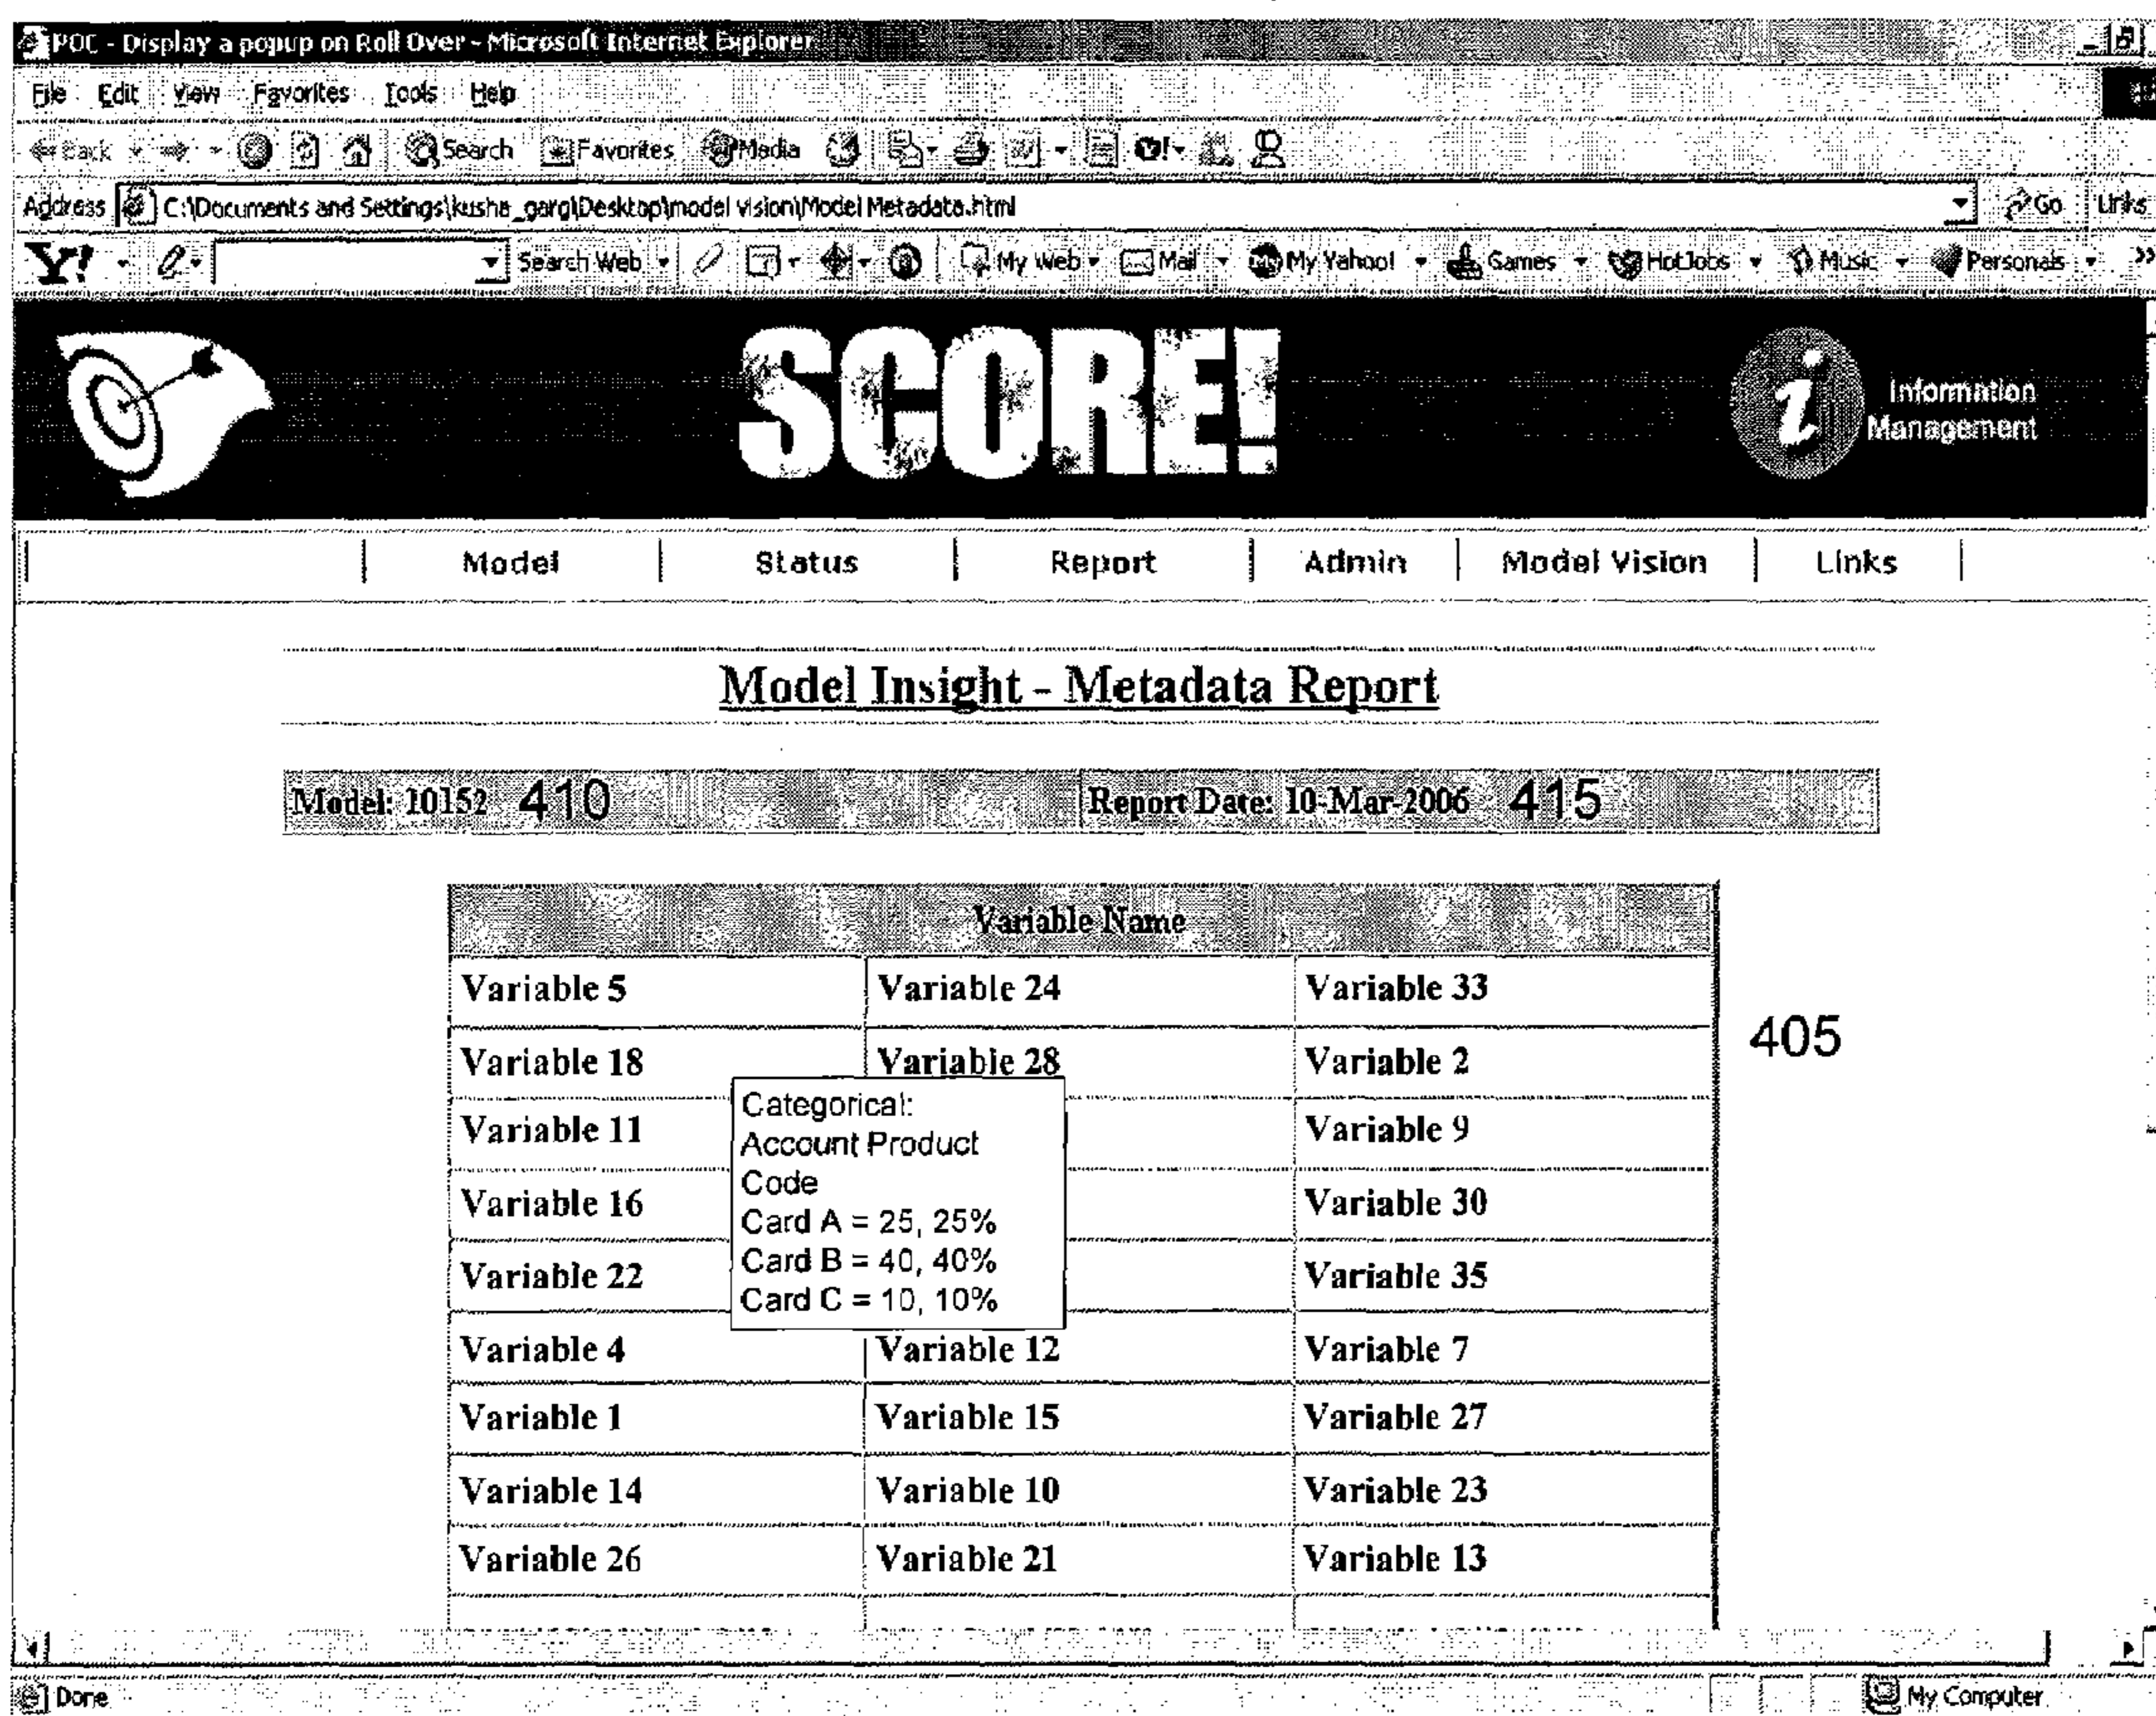 POC - Display a popup on Roll Over - Microsoft Internet Explorer
File Edit View Favorites Tools Help
Back Search Favorites Media
Address C:\Documents and Settings\kusha_garg\Desktop\model vision\Model Metadata.html Go Links
Y! Search Web My Web Mail My Yahoo! Games HotJobs Music Personals »
SCORE!
i Information
Management
Model Status Report Admin Model Vision Links
Model Insight - Metadata Report
Model: 10152 410 Report Date: 10-Mar-2006 415
Variable Name
Variable 5 Variable 24 Variable 33
405
Variable 18 Variable 28 Variable 2
Categorical:
Account Product
Code
Card A = 25, 25%
Card B = 40, 40%
Card C = 10, 10%
Variable 11 Variable 9
Variable 16 Variable 30
Variable 22 Variable 35
Variable 4 Variable 12 Variable 7
Variable 1 Variable 15 Variable 27
Variable 14 Variable 10 Variable 23
Variable 26 Variable 21 Variable 13
Done My Computer